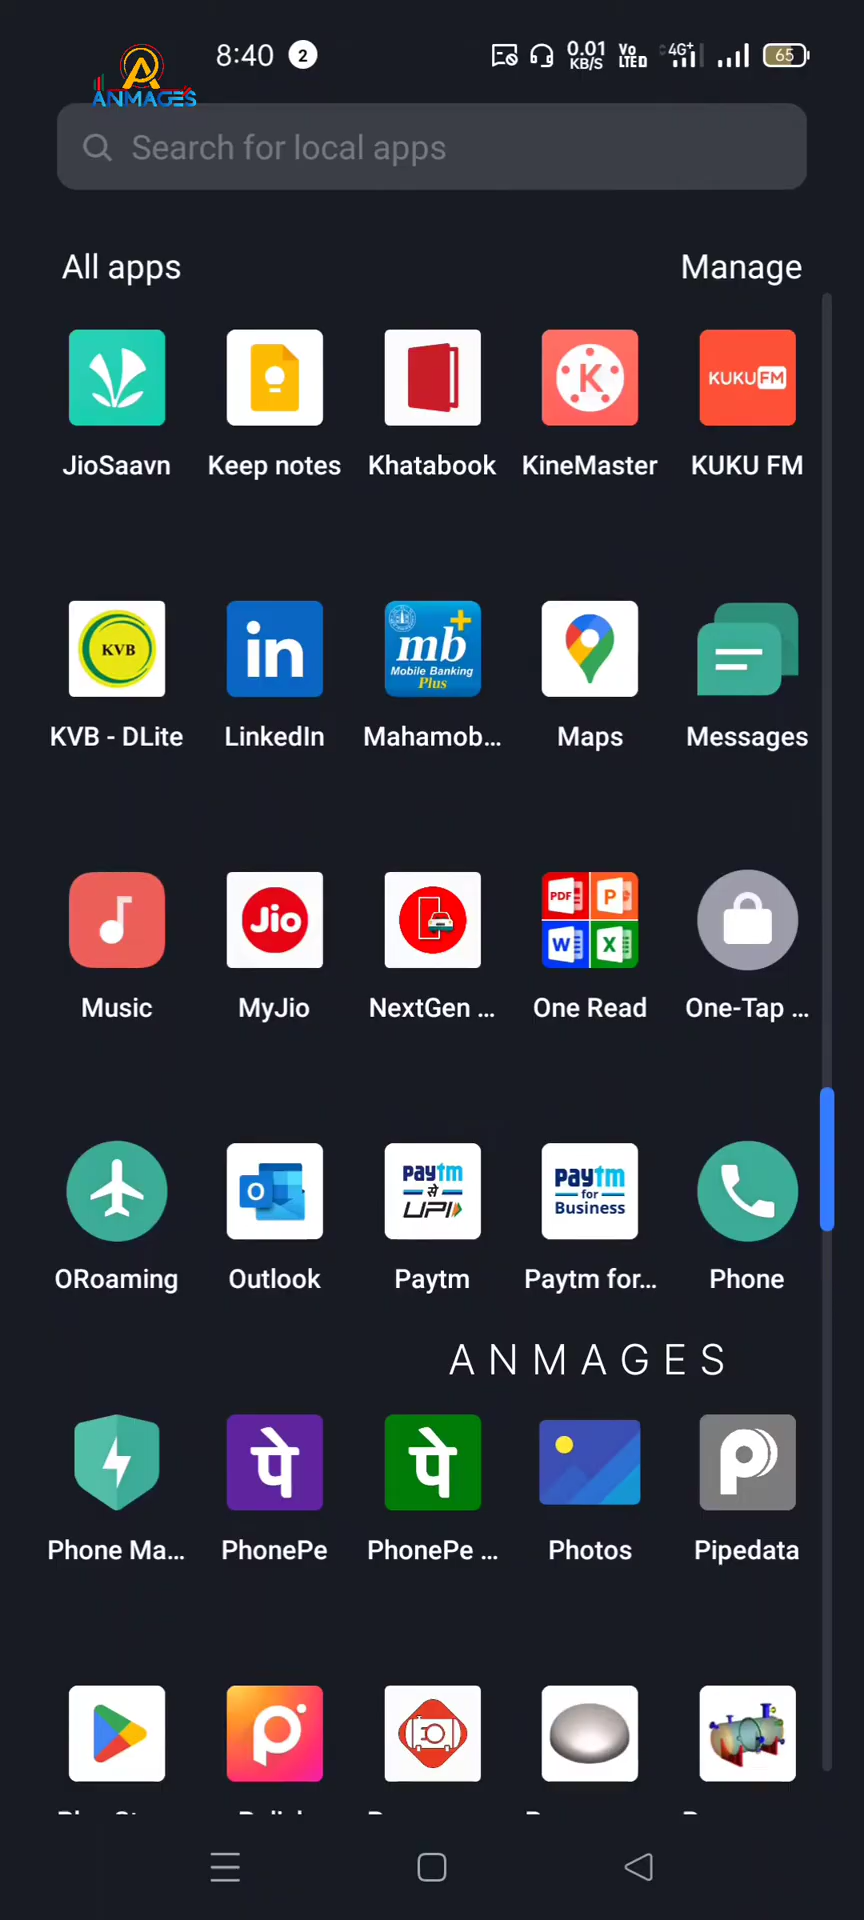 8:40 2 0.01 KB/S Vo LTED 4G+ 65
ANMAGES
Search for local apps
All apps Manage
KUKU FM
JioSaavn Keep notes Khatabook KineMaster KUKU FM
KVB in mb
Mobile Banking
Plus
KVB - DLite LinkedIn Mahamob... Maps Messages
Jio PDF P W X
Music MyJio NextGen ... One Read One-Tap ...
paytm से UPI
paytm for Business
ORoaming Outlook Paytm Paytm for... Phone
ANMAGES
पे पे
Phone Ma... PhonePe PhonePe ... Photos Pipedata